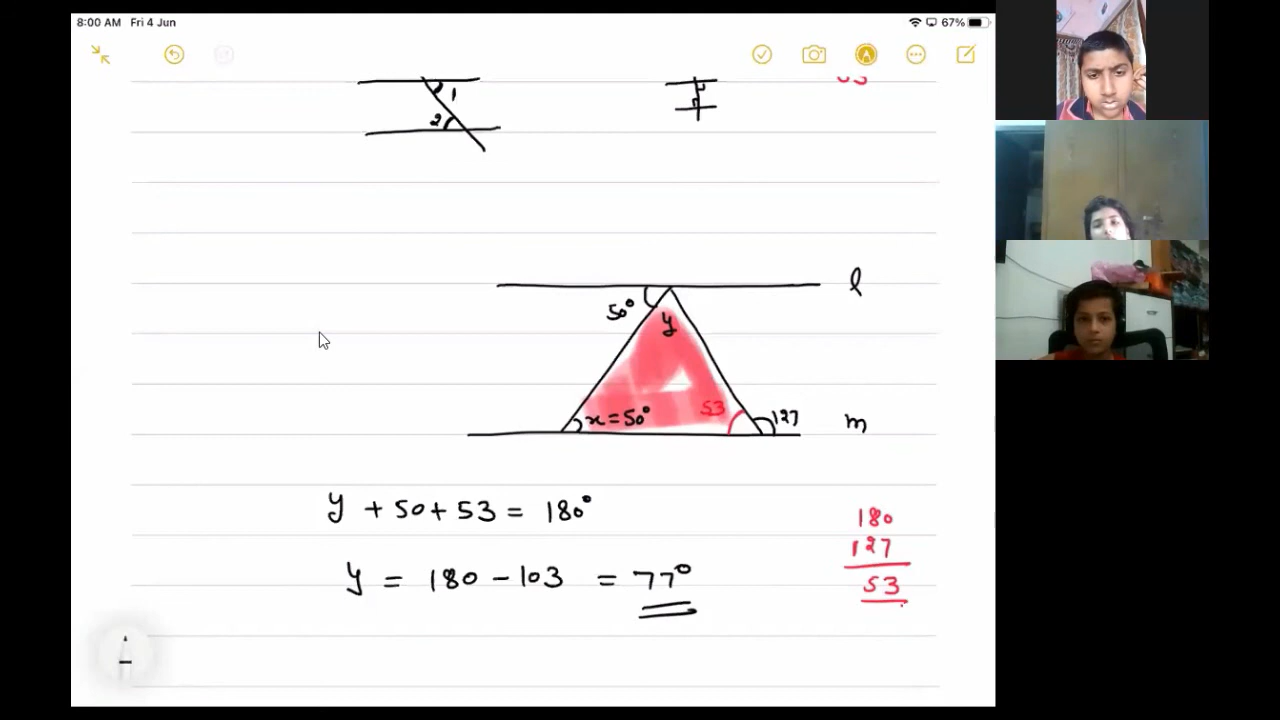 8:00 AM Fri 4 Jun
67%
1
2
l
50°
y
53
x = 50°
127
m
y + 50 + 53 = 180°
180
127
53
y = 180 - 103 = 77°